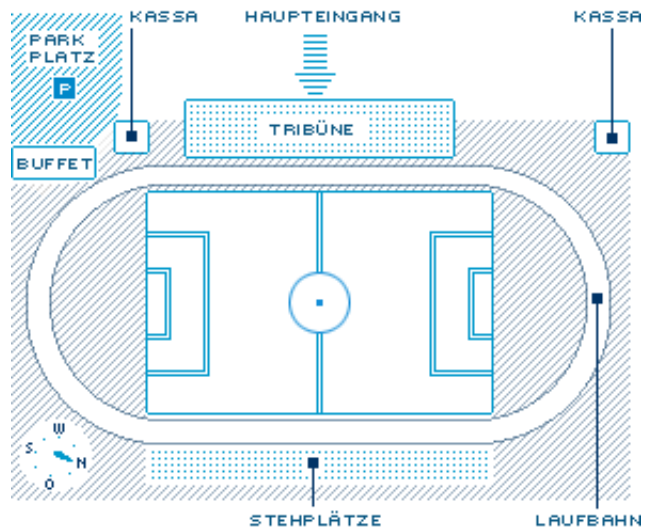 KASSA
HAUPTEINGANG
KASSA
PARK
PLATZ
P
TRIBÜNE
BUFFET
W
S.
N
O
STEHPLÄTZE
LAUFBAHN